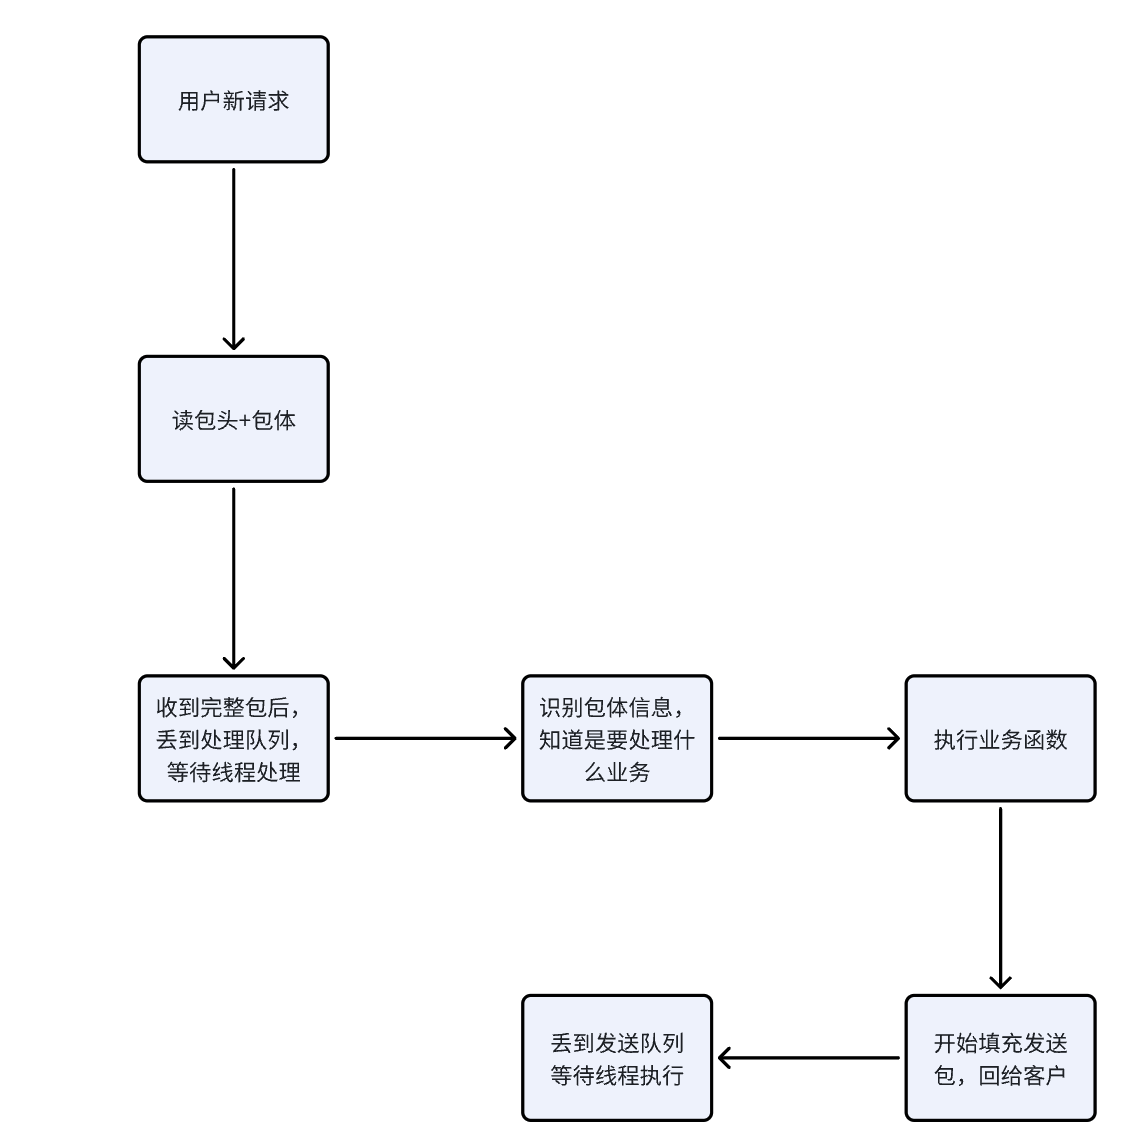 用户新请求
读包头+包体
收到完整包后，
丢到处理队列，
等待线程处理
识别包体信息，
知道是要处理什
么业务
执行业务函数
开始填充发送
包，回给客户
丢到发送队列
等待线程执行